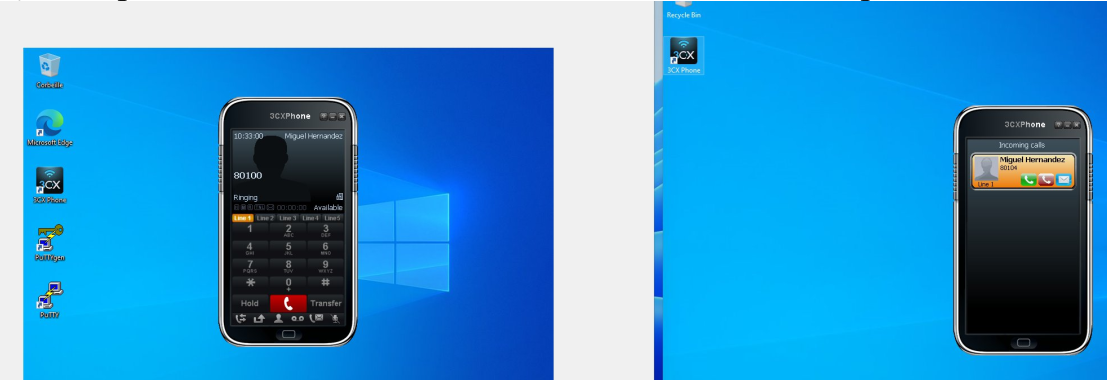 Corbeille
Microsoft Edge
3CX
3CX Phone
PuTTYgen
PuTTY
3CXPhone
10:33:00 Miguel Hernandez
80100
Ringing
00:00:00 Available
Line 1 Line 2 Line 3 Line 4 Line 5
1 2 3
ABC DEF
4 5 6
GHI JKL MNO
7 8 9
PQRS TUV WXYZ
* 0 #
+
Hold Transfer
Recycle Bin
3CX
3CX Phone
3CXPhone
Incoming calls
Miguel Hernandez
80104
Line 1